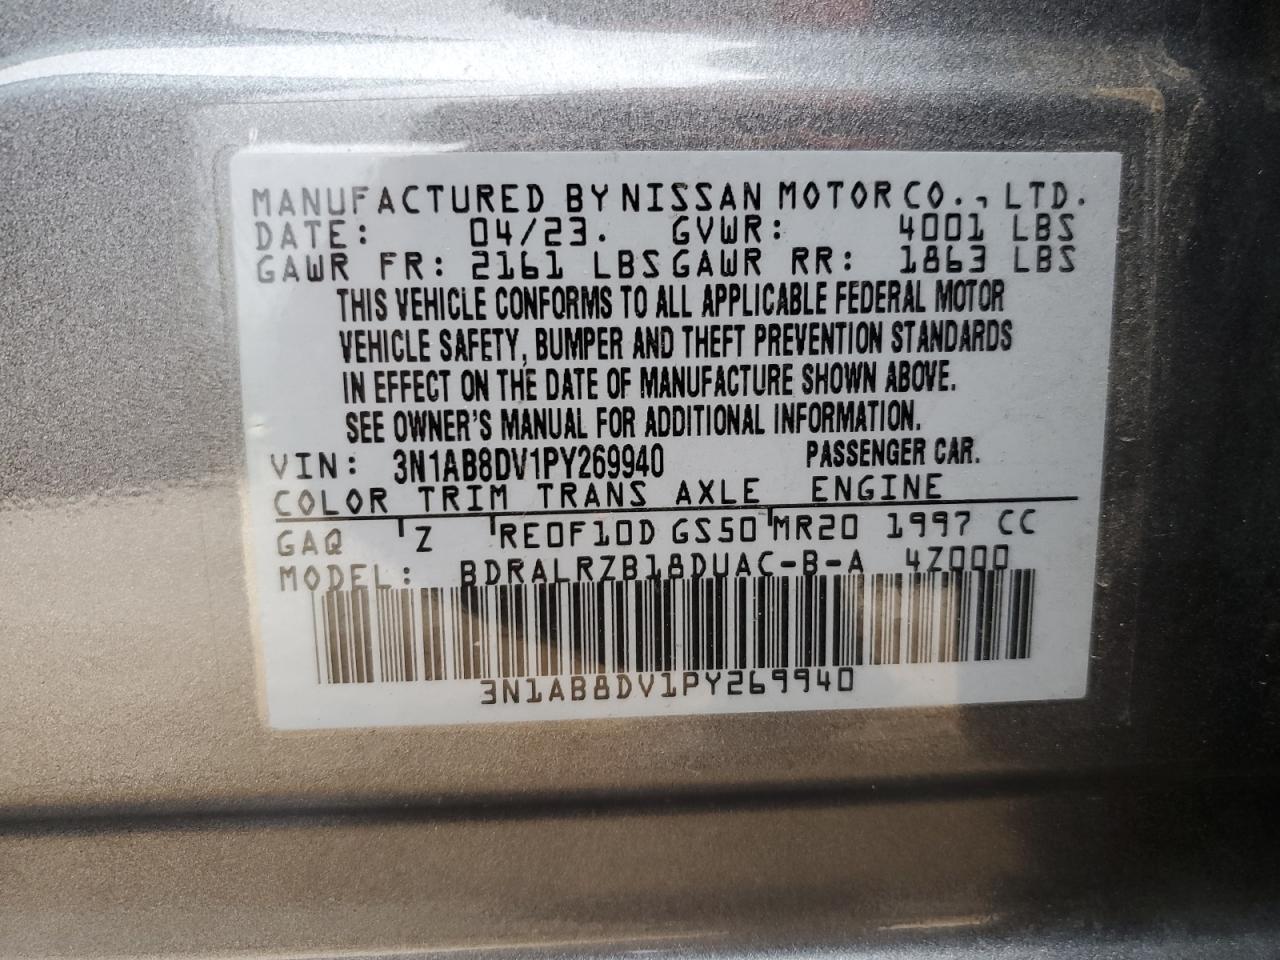 MANUFACTURED BY NISSAN MOTOR CO., LTD.
DATE: 04/23. GVWR: 4001 LBS
GAWR FR: 2161 LBS GAWR RR: 1863 LBS
THIS VEHICLE CONFORMS TO ALL APPLICABLE FEDERAL MOTOR
VEHICLE SAFETY, BUMPER AND THEFT PREVENTION STANDARDS
IN EFFECT ON THE DATE OF MANUFACTURE SHOWN ABOVE.
SEE OWNER'S MANUAL FOR ADDITIONAL INFORMATION.
VIN: 3N1AB8DV1PY269940 PASSENGER CAR.
COLOR TRIM TRANS AXLE ENGINE
GAQ Z RE0F10D GS50 MR20 1997 CC
MODEL: BDRALRZB18DUAC-B-A 4Z000
3N1AB8DV1PY269940